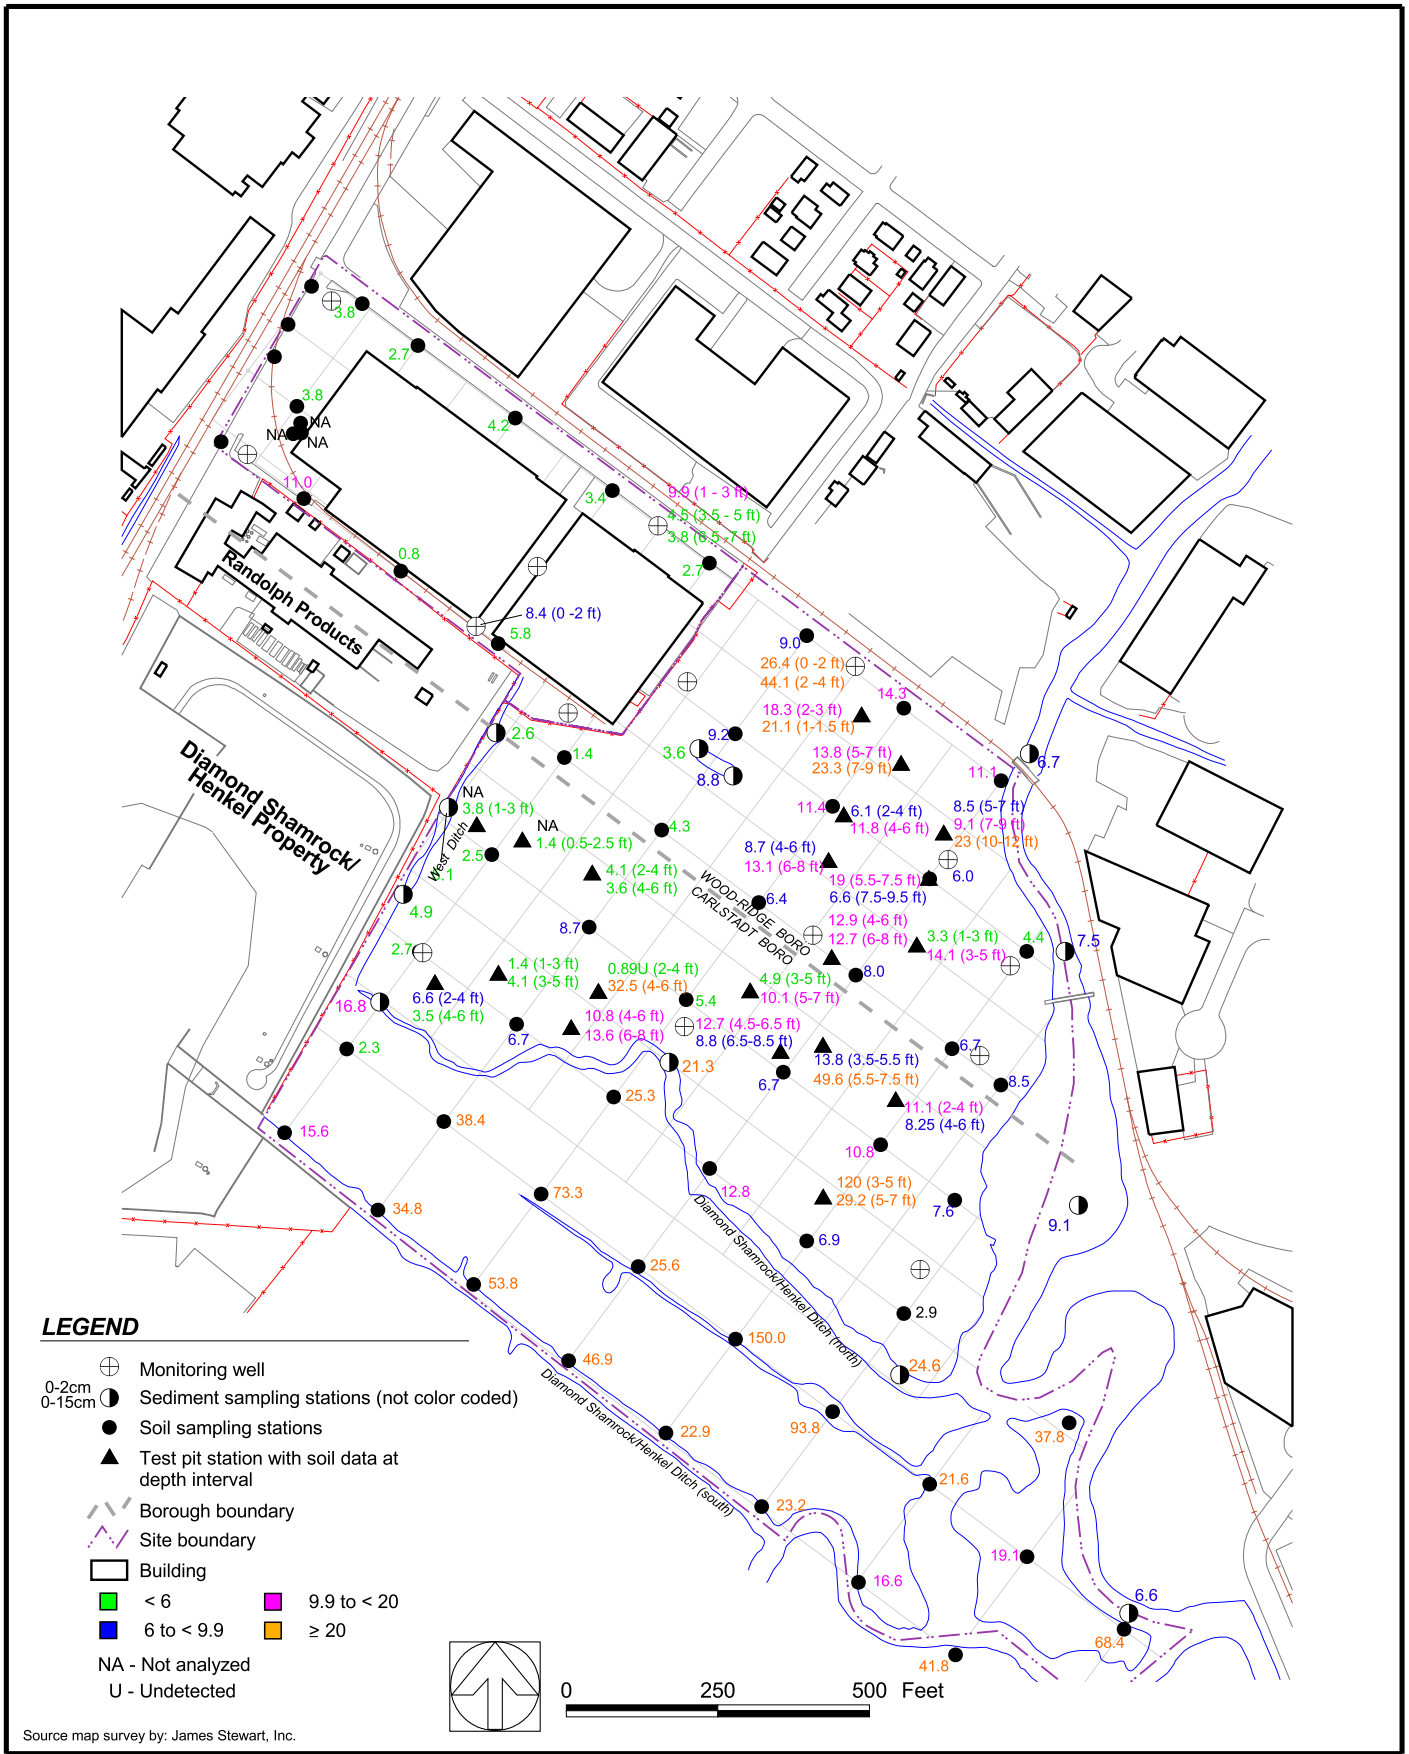 3.8
2.7
3.8
NA
NA
NA
4.2
11.0
3.4
9.9 (1 - 3 ft)
4.5 (3.5 - 5 ft)
3.8 (6.5 -7 ft)
0.8
2.7
Randolph Products
8.4 (0 -2 ft)
5.8
9.0
26.4 (0 -2 ft)
44.1 (2 -4 ft)
14.3
18.3 (2-3 ft)
21.1 (1-1.5 ft)
2.6
9.2
3.6
8.8
1.4
13.8 (5-7 ft)
23.3 (7-9 ft)
11.1
6.7
Diamond Shamrock/
Henkel Property
NA
3.8 (1-3 ft)
NA
1.4 (0.5-2.5 ft)
11.4
6.1 (2-4 ft)
11.8 (4-6 ft)
8.5 (5-7 ft)
9.1 (7-9 ft)
23 (10-12 ft)
4.3
West Ditch
2.5
8.7 (4-6 ft)
13.1 (6-8 ft)
4.1 (2-4 ft)
3.6 (4-6 ft)
19 (5.5-7.5 ft)
6.6 (7.5-9.5 ft)
6.0
WOOD-RIDGE BORO
CARLSTADT BORO
6.4
4.9
8.7
12.9 (4-6 ft)
12.7 (6-8 ft)
3.3 (1-3 ft)
14.1 (3-5 ft)
4.4
7.5
2.7
1.4 (1-3 ft)
4.1 (3-5 ft)
0.89U (2-4 ft)
32.5 (4-6 ft)
8.0
4.9 (3-5 ft)
10.1 (5-7 ft)
6.6 (2-4 ft)
3.5 (4-6 ft)
16.8
5.4
10.8 (4-6 ft)
13.6 (6-8 ft)
12.7 (4.5-6.5 ft)
8.8 (6.5-8.5 ft)
6.7
2.3
21.3
6.7
13.8 (3.5-5.5 ft)
49.6 (5.5-7.5 ft)
6.7
8.5
25.3
11.1 (2-4 ft)
8.25 (4-6 ft)
15.6
38.4
10.8
12.8
120 (3-5 ft)
29.2 (5-7 ft)
73.3
34.8
7.6
9.1
6.9
Diamond Shamrock/Henkel Ditch (north)
25.6
53.8
2.9
150.0
46.9
24.6
Diamond Shamrock/Henkel Ditch (south)
93.8
37.8
22.9
21.6
23.2
19.1
16.6
6.6
68.4
41.8
LEGEND
Monitoring well
0-2cm
0-15cm
Sediment sampling stations (not color coded)
Soil sampling stations
Test pit station with soil data at
depth interval
Borough boundary
Site boundary
Building
< 6
9.9 to < 20
6 to < 9.9
≥ 20
NA - Not analyzed
U - Undetected
0 250 500 Feet
Source map survey by: James Stewart, Inc.